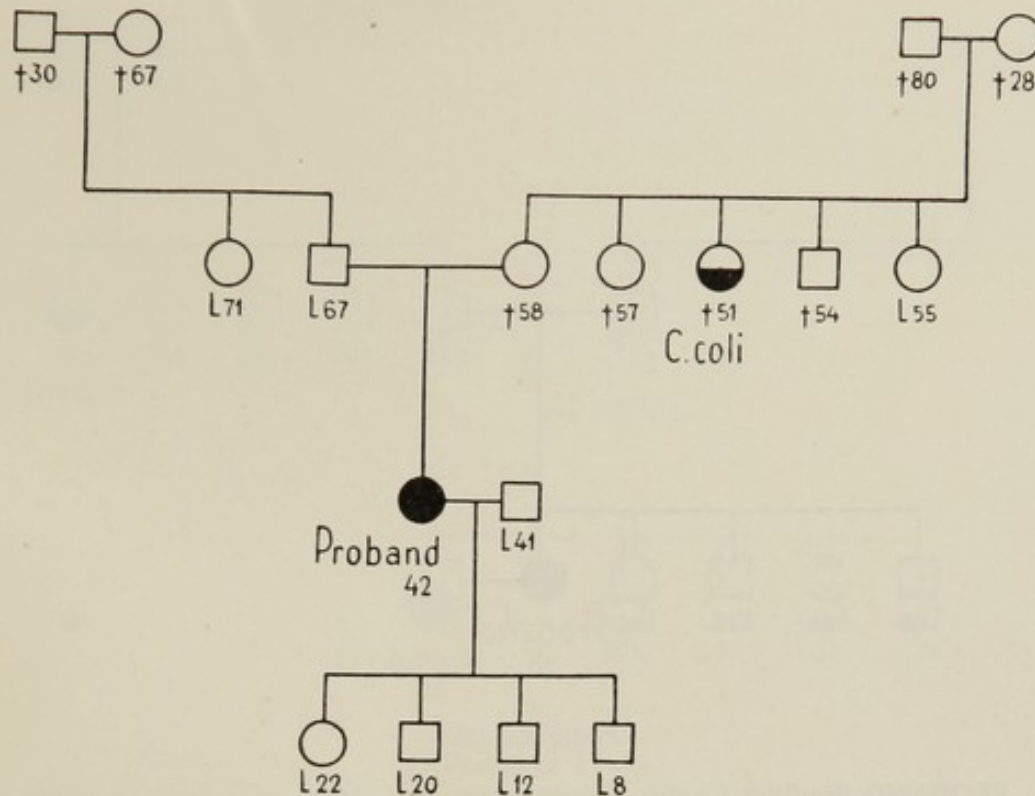 †30 †67 †80 †28
L71 L67 †58 †57 †51 †54 L55
C.coli
L41
Proband
42
L22 L20 L12 L8